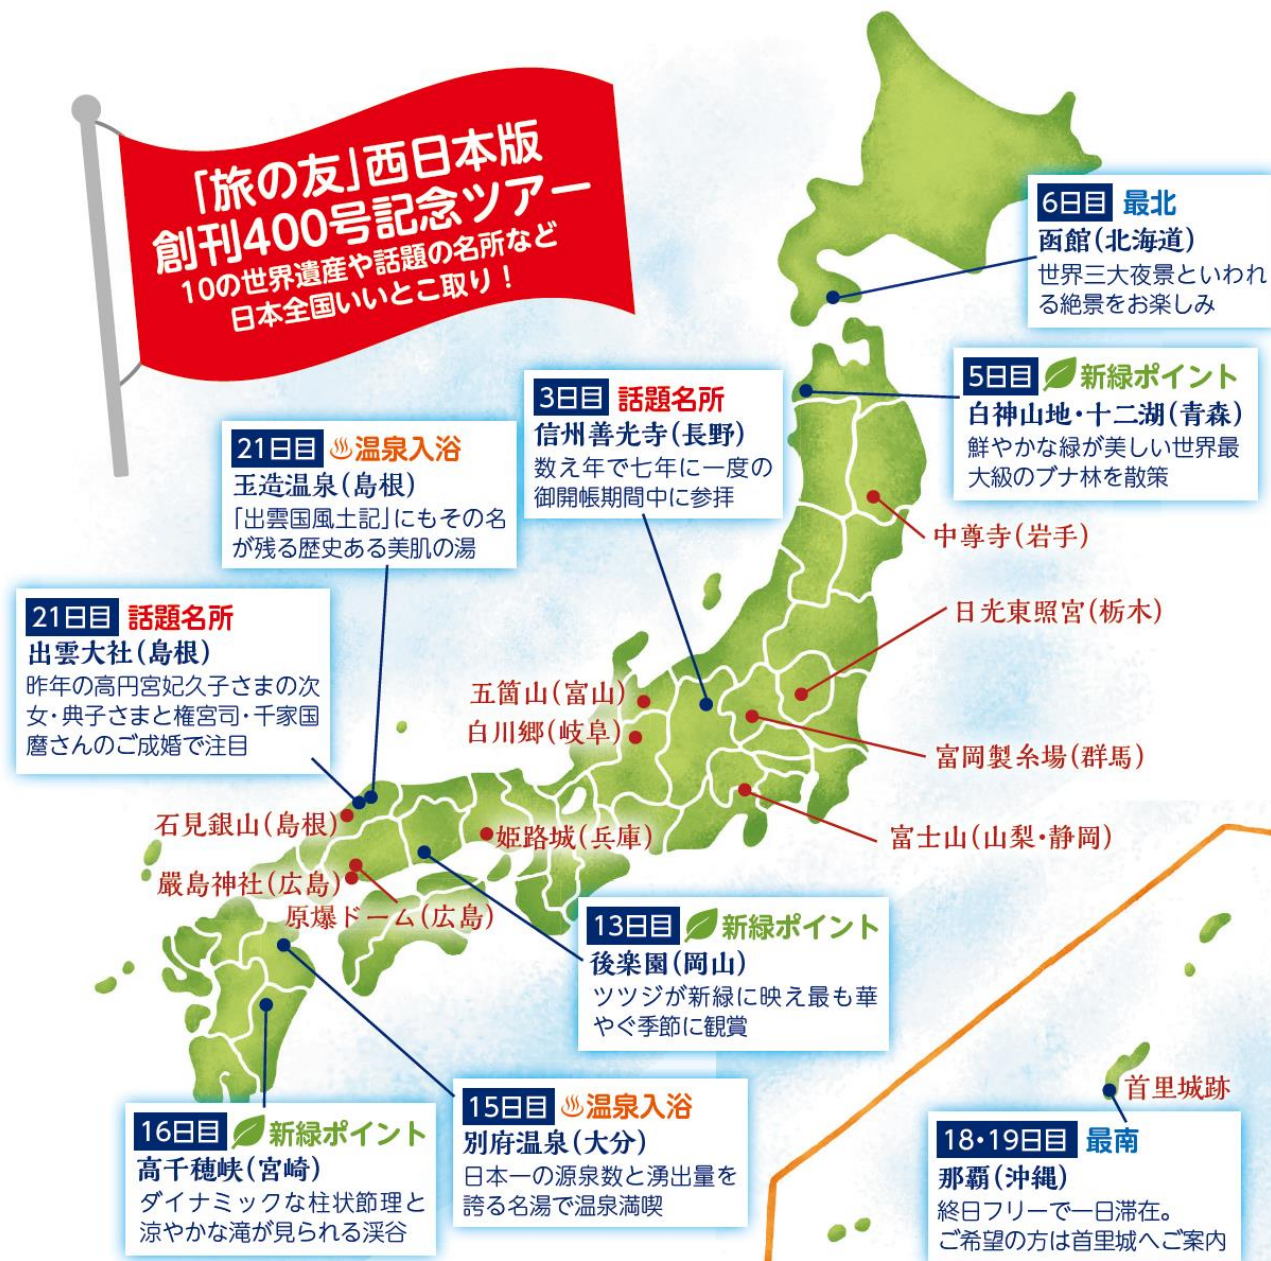 「旅の友」西日本版
創刊400号記念ツアー
10の世界遺産や話題の名所など
日本全国いいとこ取り！
6日目 最北
函館(北海道)
世界三大夜景といわれ
る絶景をお楽しみ
5日目 新緑ポイント
白神山地・十二湖(青森)
鮮やかな緑が美しい世界最
大級のブナ林を散策
3日目 話題名所
信州善光寺(長野)
数え年で七年に一度の
御開帳期間中に参拝
21日目 温泉入浴
玉造温泉(島根)
「出雲国風土記」にもその名
が残る歴史ある美肌の湯
中尊寺(岩手)
21日目 話題名所
出雲大社(島根)
昨年の高円宮妃久子さまの次
女・典子さまと権宮司・千家国
麿さんのご成婚で注目
日光東照宮(栃木)
五箇山(富山)
白川郷(岐阜)
富岡製糸場(群馬)
石見銀山(島根)
姫路城(兵庫)
富士山(山梨・静岡)
厳島神社(広島)
原爆ドーム(広島)
13日目 新緑ポイント
後楽園(岡山)
ツツジが新緑に映え最も華
やぐ季節に観賞
16日目 新緑ポイント
高千穂峡(宮崎)
ダイナミックな柱状節理と
涼やかな滝が見られる渓谷
15日目 温泉入浴
別府温泉(大分)
日本一の源泉数と湧出量を
誇る名湯で温泉満喫
首里城跡
18・19日目 最南
那覇(沖縄)
終日フリーで一日滞在。
ご希望の方は首里城へご案内